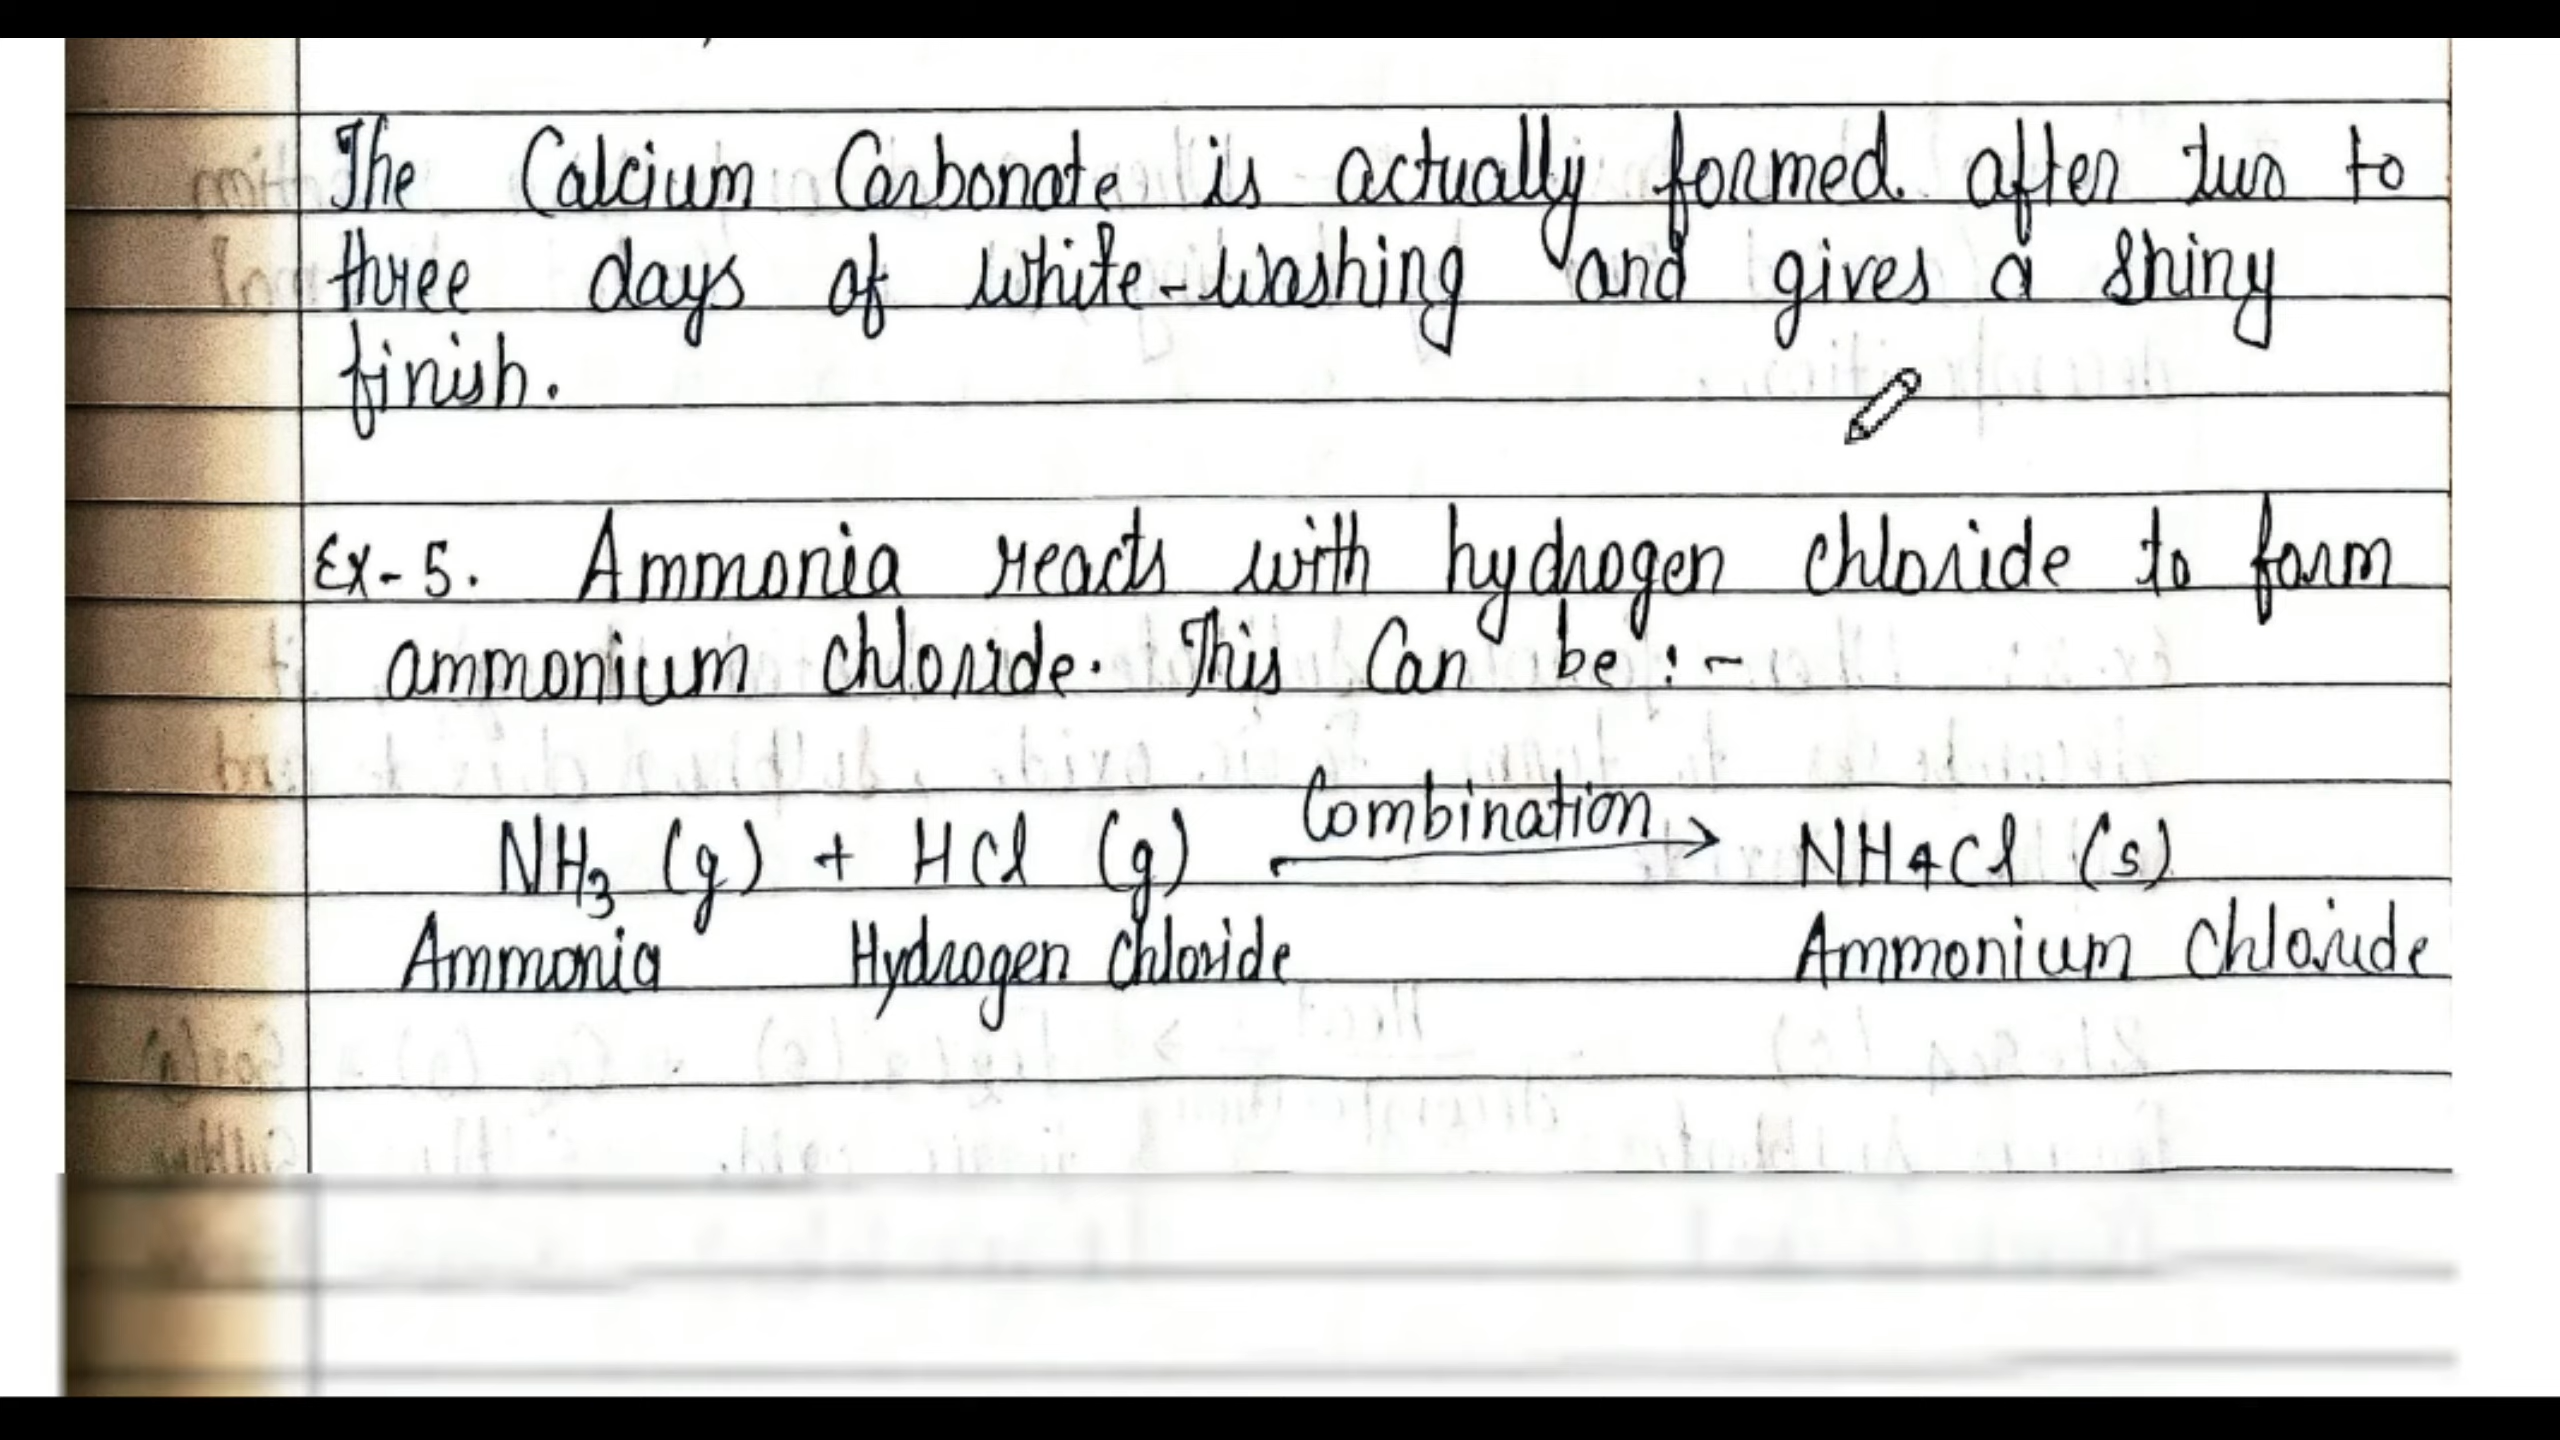 The Calcium Carbonate is actually formed after two to
three days of white-washing and gives a shiny
finish.
Ex-5. Ammonia reacts with hydrogen chloride to form
ammonium chloride. This Can be :-
Combination
NH₃ (g) + HCl (g) → NH4Cl (s)
Ammonia Hydrogen Chloride Ammonium Chloride